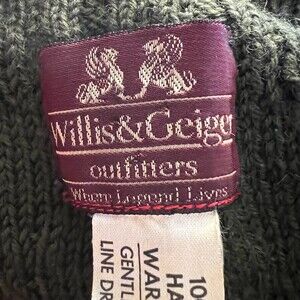 Willis&Geiger
outfitters
Where Legend Lives
10
HA
WAR
GENTL
LINE DR